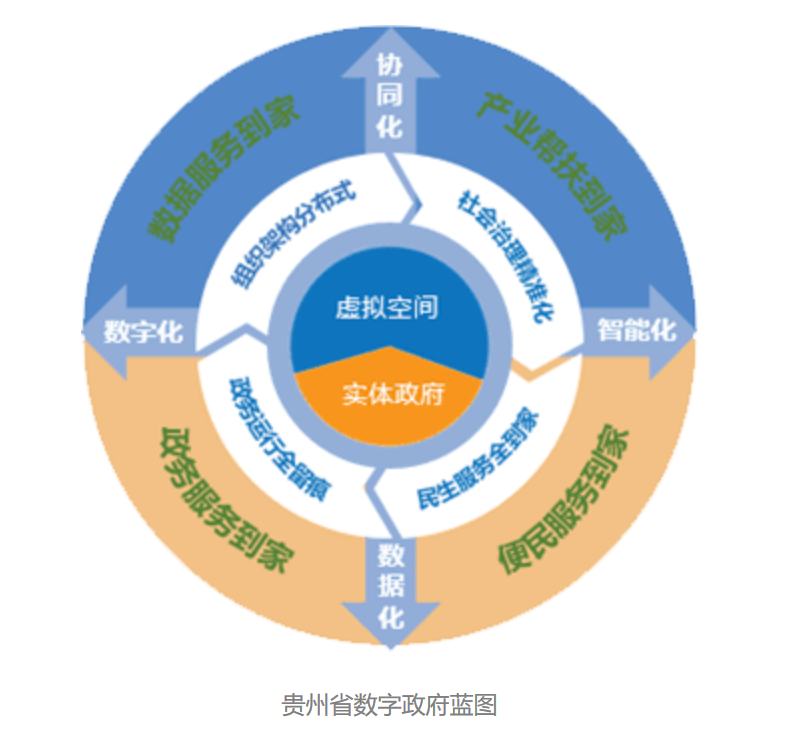 协同化
数据服务到家
产业帮扶到家
组织架构分布式
社会治理精准化
虚拟空间
数字化
智能化
实体政府
政务运行全留痕
民生服务全到家
政务服务到家
便民服务到家
数据化
贵州省数字政府蓝图